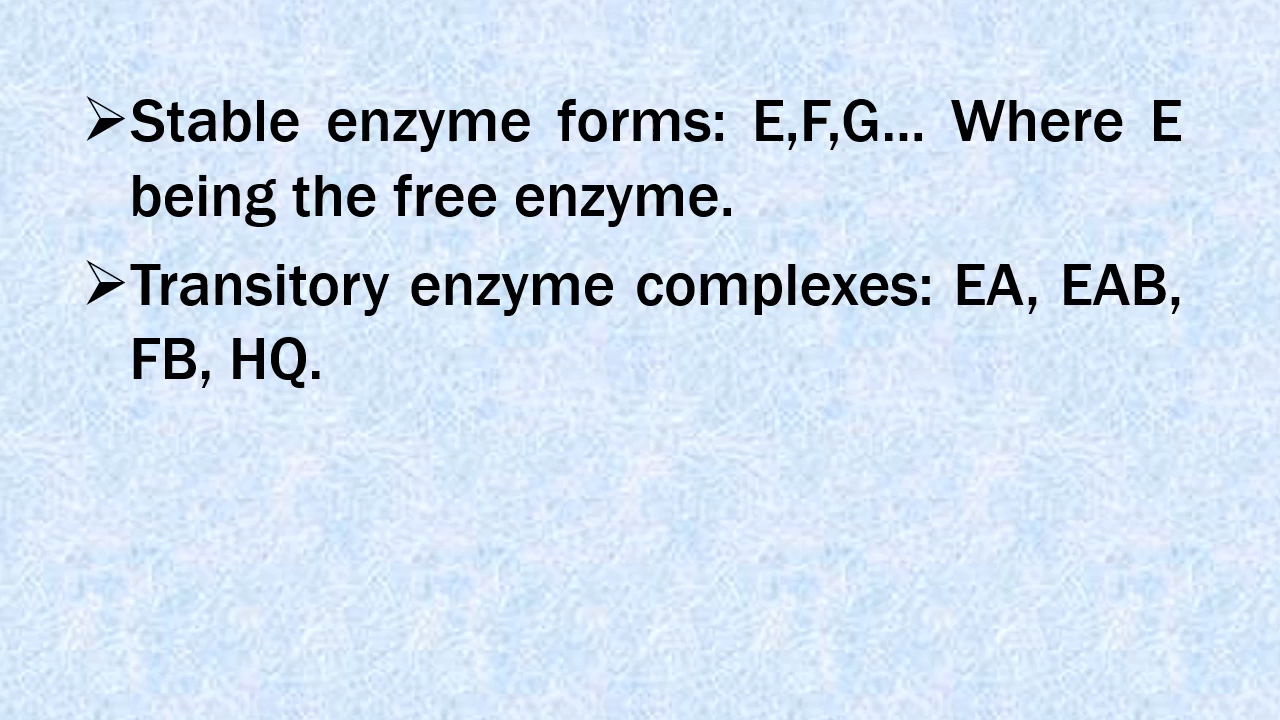 ➢Stable enzyme forms: E,F,G... Where E
being the free enzyme.
➢Transitory enzyme complexes: EA, EAB,
FB, HQ.